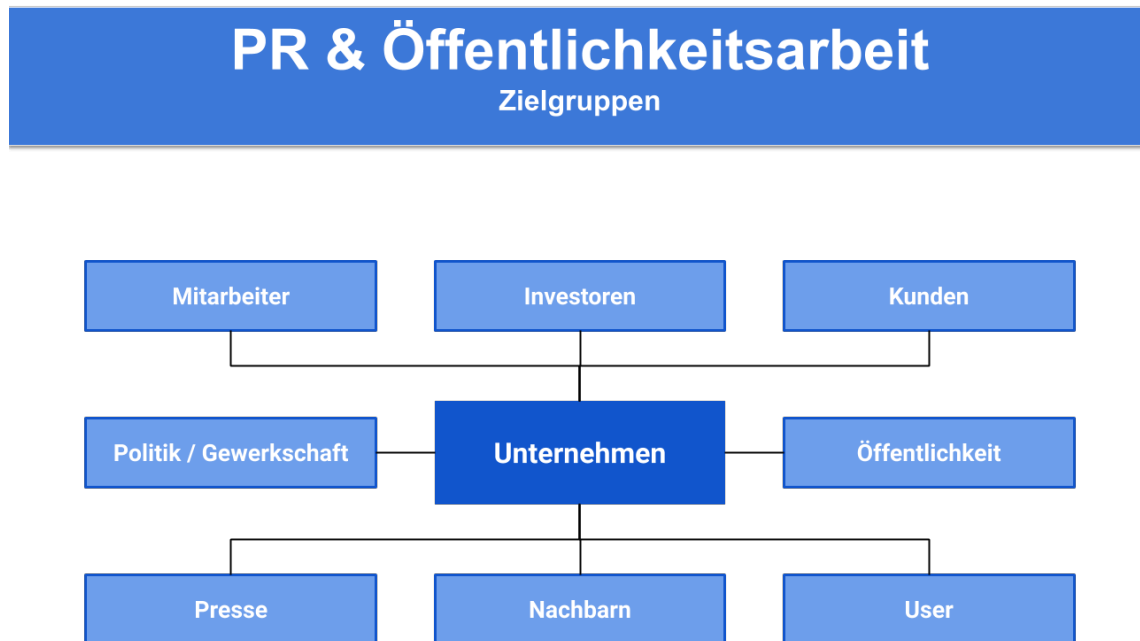 PR & Öffentlichkeitsarbeit
Zielgruppen
Mitarbeiter
Investoren
Kunden
Politik / Gewerkschaft
Unternehmen
Öffentlichkeit
Presse
Nachbarn
User